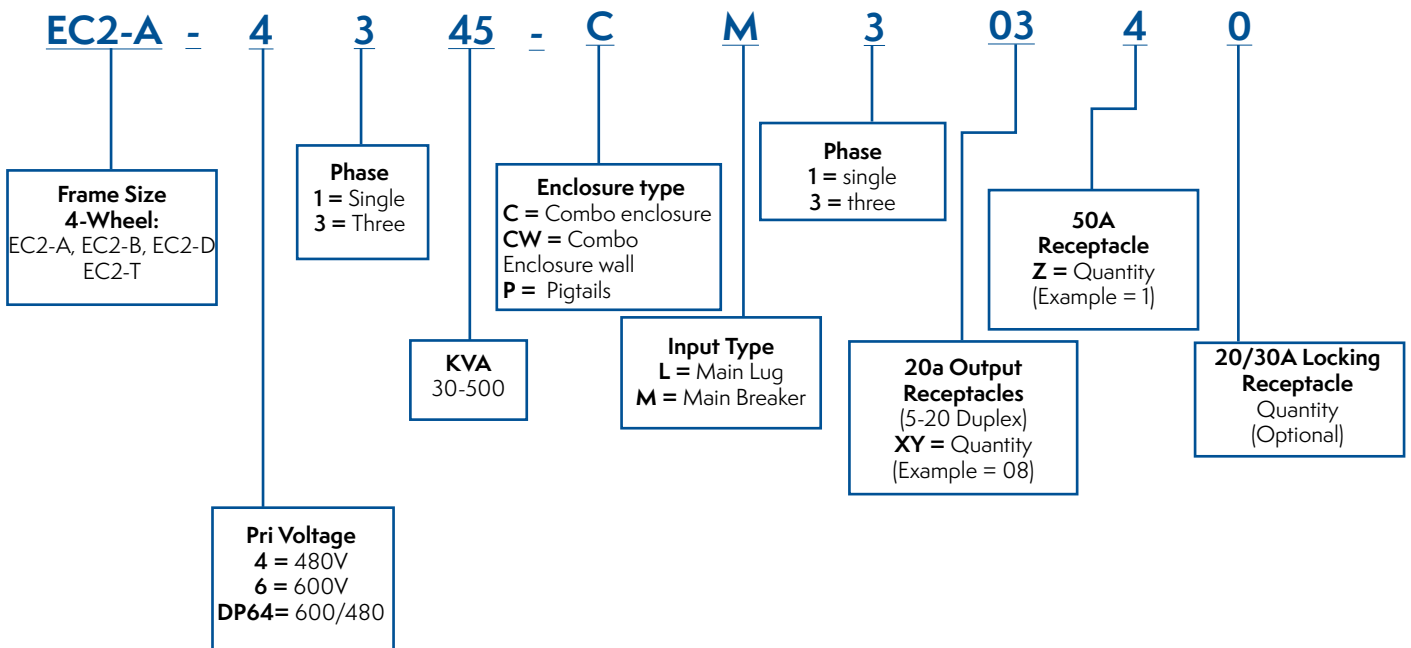 EC2-A - 4 3 45 - C M 3 03 4 0
Frame Size
4-Wheel:
EC2-A, EC2-B, EC2-D
EC2-T
Pri Voltage
4 = 480V
6 = 600V
DP64= 600/480
Phase
1 = Single
3 = Three
KVA
30-500
Enclosure type
C = Combo enclosure
CW = Combo
Enclosure wall
P = Pigtails
Input Type
L = Main Lug
M = Main Breaker
Phase
1 = single
3 = three
20a Output
Receptacles
(5-20 Duplex)
XY = Quantity
(Example = 08)
50A
Receptacle
Z = Quantity
(Example = 1)
20/30A Locking
Receptacle
Quantity
(Optional)